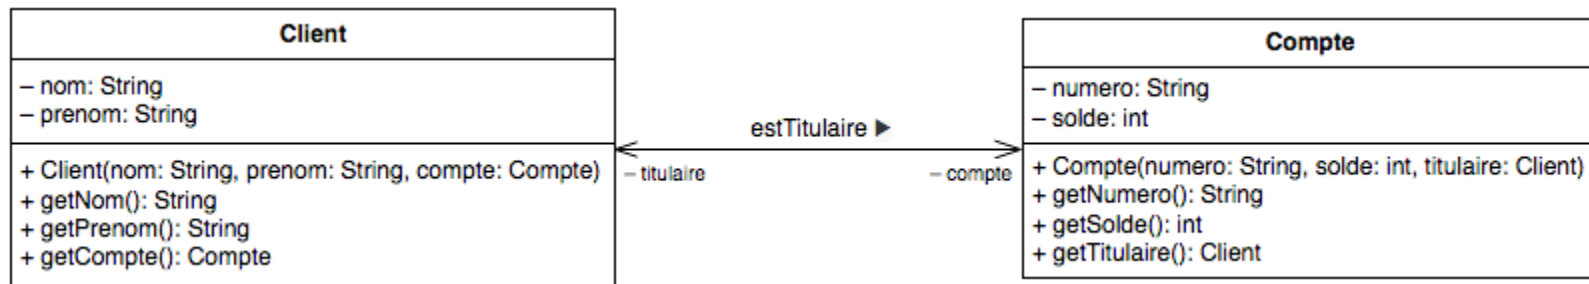 Client
– nom: String
– prenom: String
+ Client(nom: String, prenom: String, compte: Compte)
+ getNom(): String
+ getPrenom(): String
+ getCompte(): Compte
estTitulaire ▶
– titulaire
– compte
Compte
– numero: String
– solde: int
+ Compte(numero: String, solde: int, titulaire: Client)
+ getNumero(): String
+ getSolde(): int
+ getTitulaire(): Client